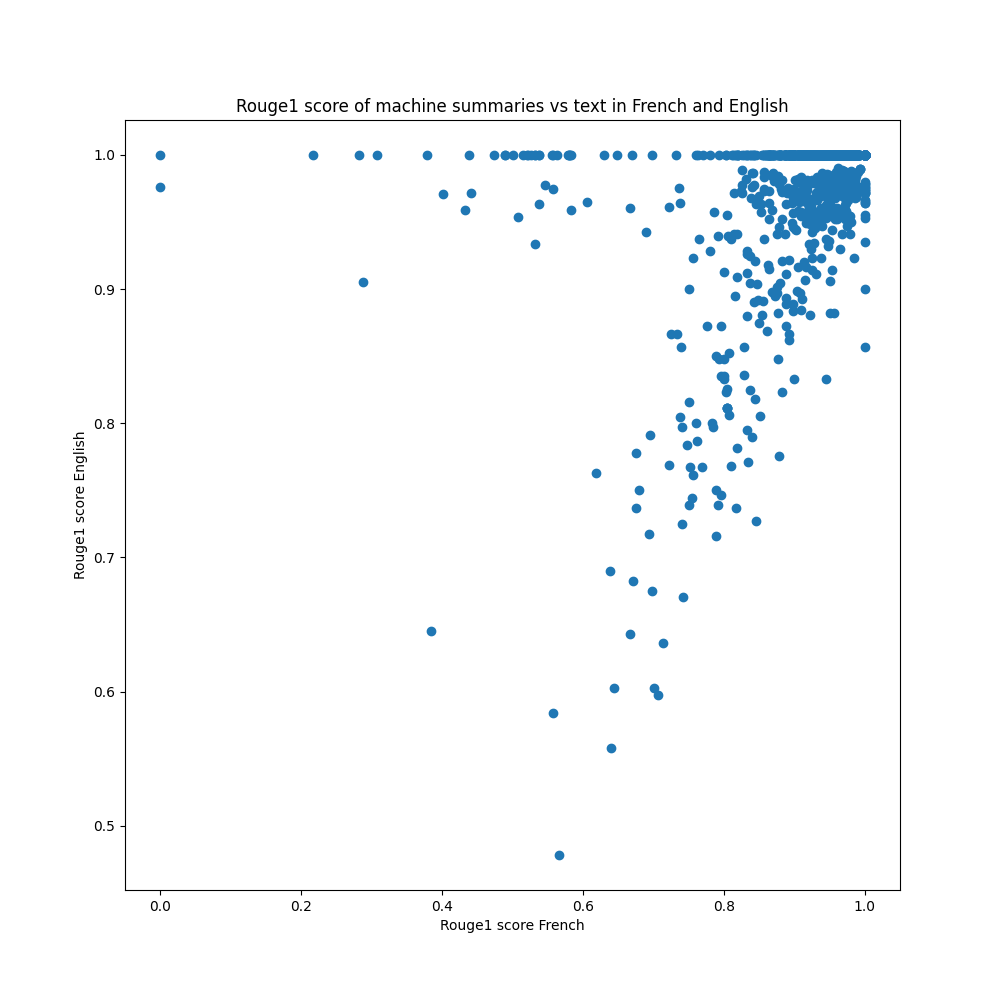 Rouge1 score of machine summaries vs text in French and English
1.0
0.9
0.8
0.7
0.6
0.5
Rouge1 score English
0.0 0.2 0.4 0.6 0.8 1.0
Rouge1 score French